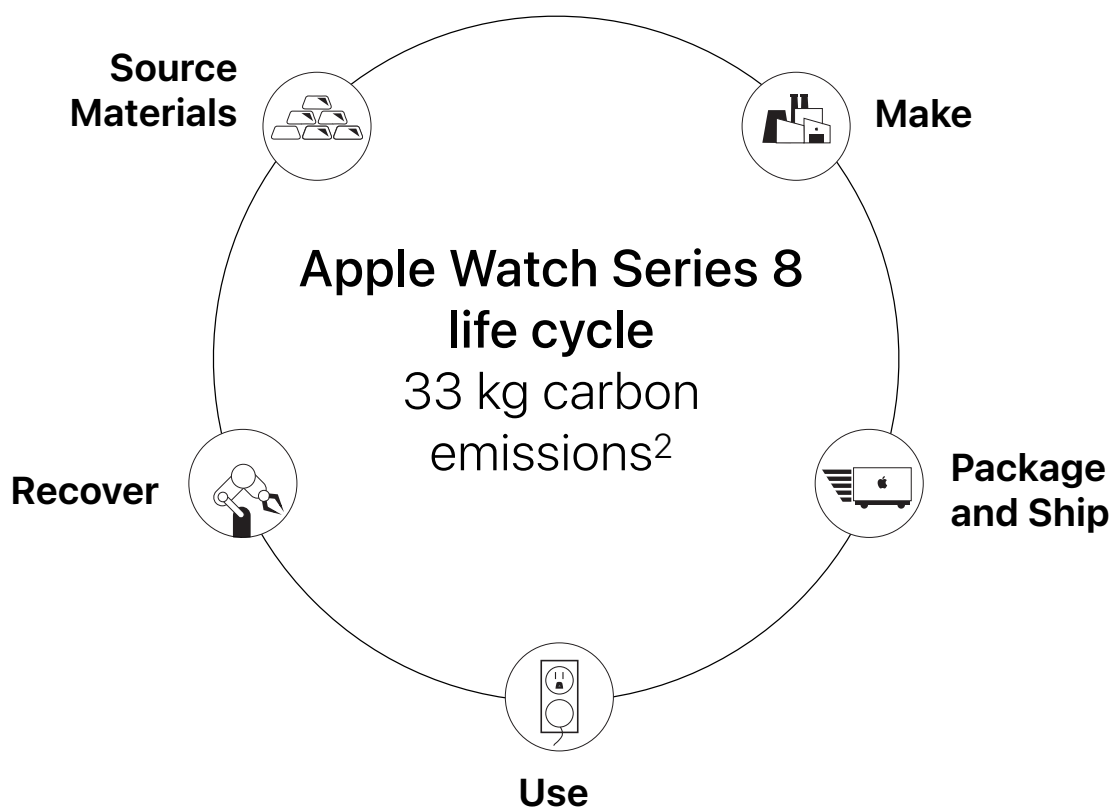 Source
Materials
Make
Apple Watch Series 8
life cycle
33 kg carbon
emissions²
Recover
Package
and Ship
Use